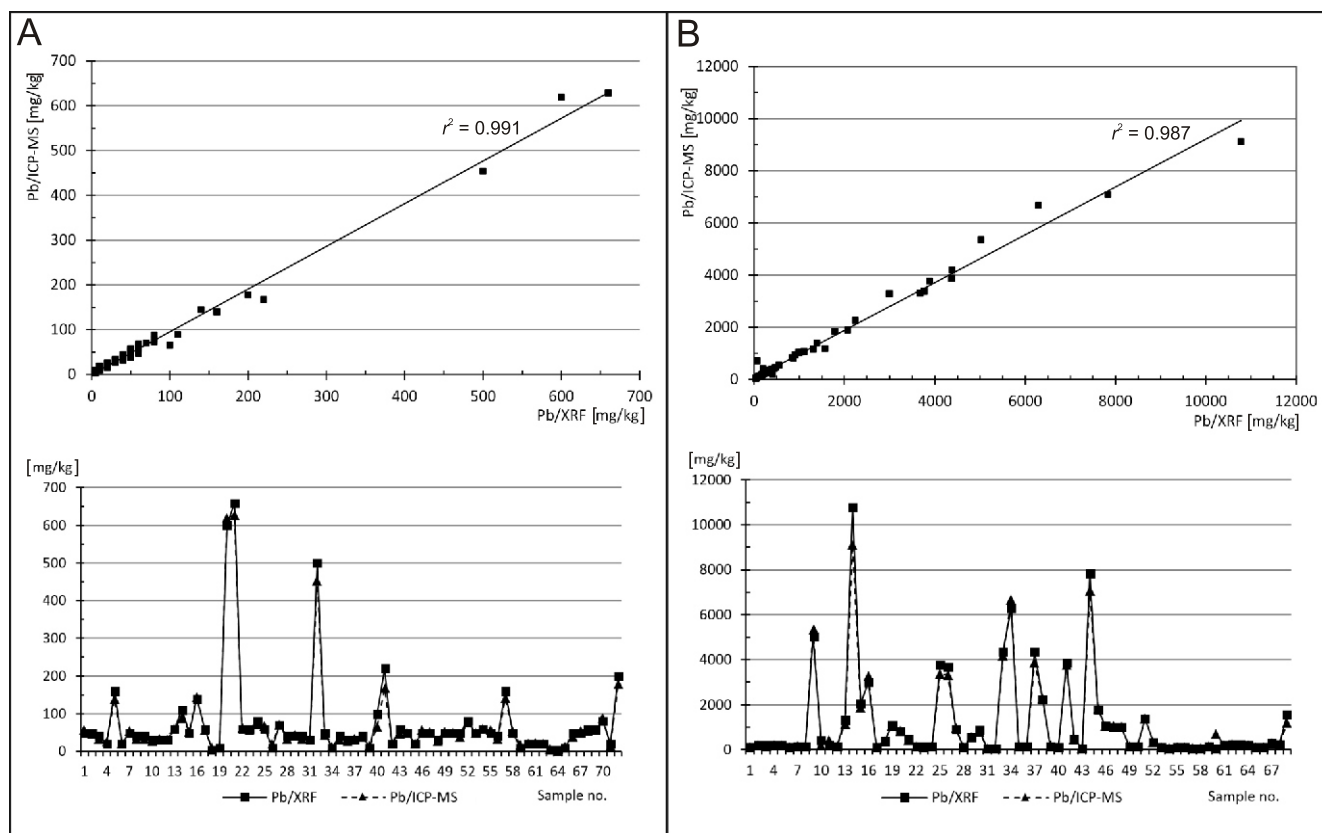 A
Pb/ICP-MS [mg/kg]
700
600
500
400
300
200
100
0
r² = 0.991
0 100 200 300 400 500 600 700
Pb/XRF [mg/kg]
[mg/kg]
700
600
500
400
300
200
100
0
1 4 7 10 13 16 19 22 25 28 31 34 37 40 43 46 49 52 55 58 61 64 67 70
Pb/XRF Pb/ICP-MS Sample no.
B
Pb/ICP-MS [mg/kg]
12000
10000
8000
6000
4000
2000
0
r² = 0.987
0 2000 4000 6000 8000 10000 12000
Pb/XRF [mg/kg]
[mg/kg]
12000
10000
8000
6000
4000
2000
0
1 4 7 10 13 16 19 22 25 28 31 34 37 40 43 46 49 52 55 58 61 64 67
Pb/XRF Pb/ICP-MS Sample no.